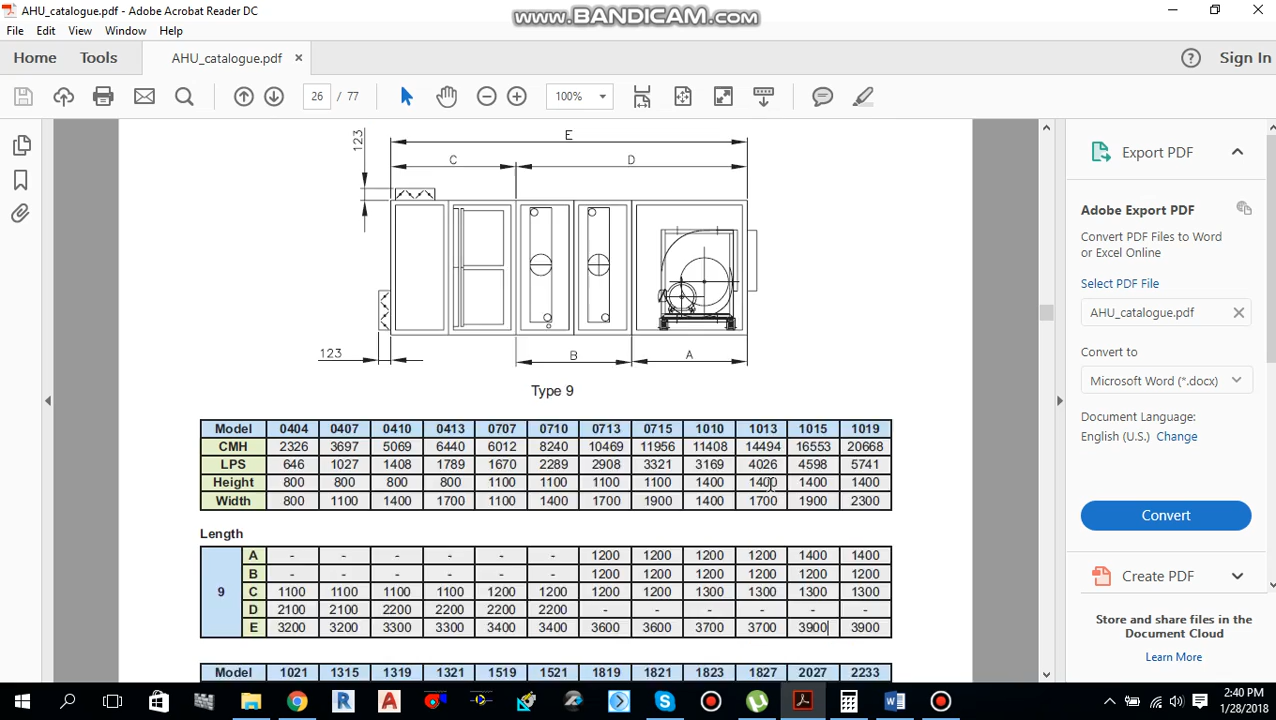 AHU_catalogue.pdf - Adobe Acrobat Reader DC
WWW.BANDICAM.COM
File Edit View Window Help
Home Tools AHU_catalogue.pdf × Sign In
26 / 77 100%
E
123
C D
123
B A
Type 9
Model 0404 0407 0410 0413 0707 0710 0713 0715 1010 1013 1015 1019
CMH 2326 3697 5069 6440 6012 8240 10469 11956 11408 14494 16553 20668
LPS 646 1027 1408 1789 1670 2289 2908 3321 3169 4026 4598 5741
Height 800 800 800 800 1100 1100 1100 1100 1400 1400 1400 1400
Width 800 1100 1400 1700 1100 1400 1700 1900 1400 1700 1900 2300
Length
9
A - - - - - - 1200 1200 1200 1200 1400 1400
B - - - - - - 1200 1200 1200 1200 1200 1200
C 1100 1100 1100 1100 1200 1200 1200 1200 1300 1300 1300 1300
D 2100 2100 2200 2200 2200 2200 - - - - - -
E 3200 3200 3300 3300 3400 3400 3600 3600 3700 3700 3900 3900
Model 1021 1315 1319 1321 1519 1521 1819 1821 1823 1827 2027 2233
Export PDF
Adobe Export PDF
Convert PDF Files to Word
or Excel Online
Select PDF File
AHU_catalogue.pdf
Convert to
Microsoft Word (*.docx)
Document Language:
English (U.S.) Change
Convert
Create PDF
Store and share files in the
Document Cloud
Learn More
2:40 PM
1/28/2018